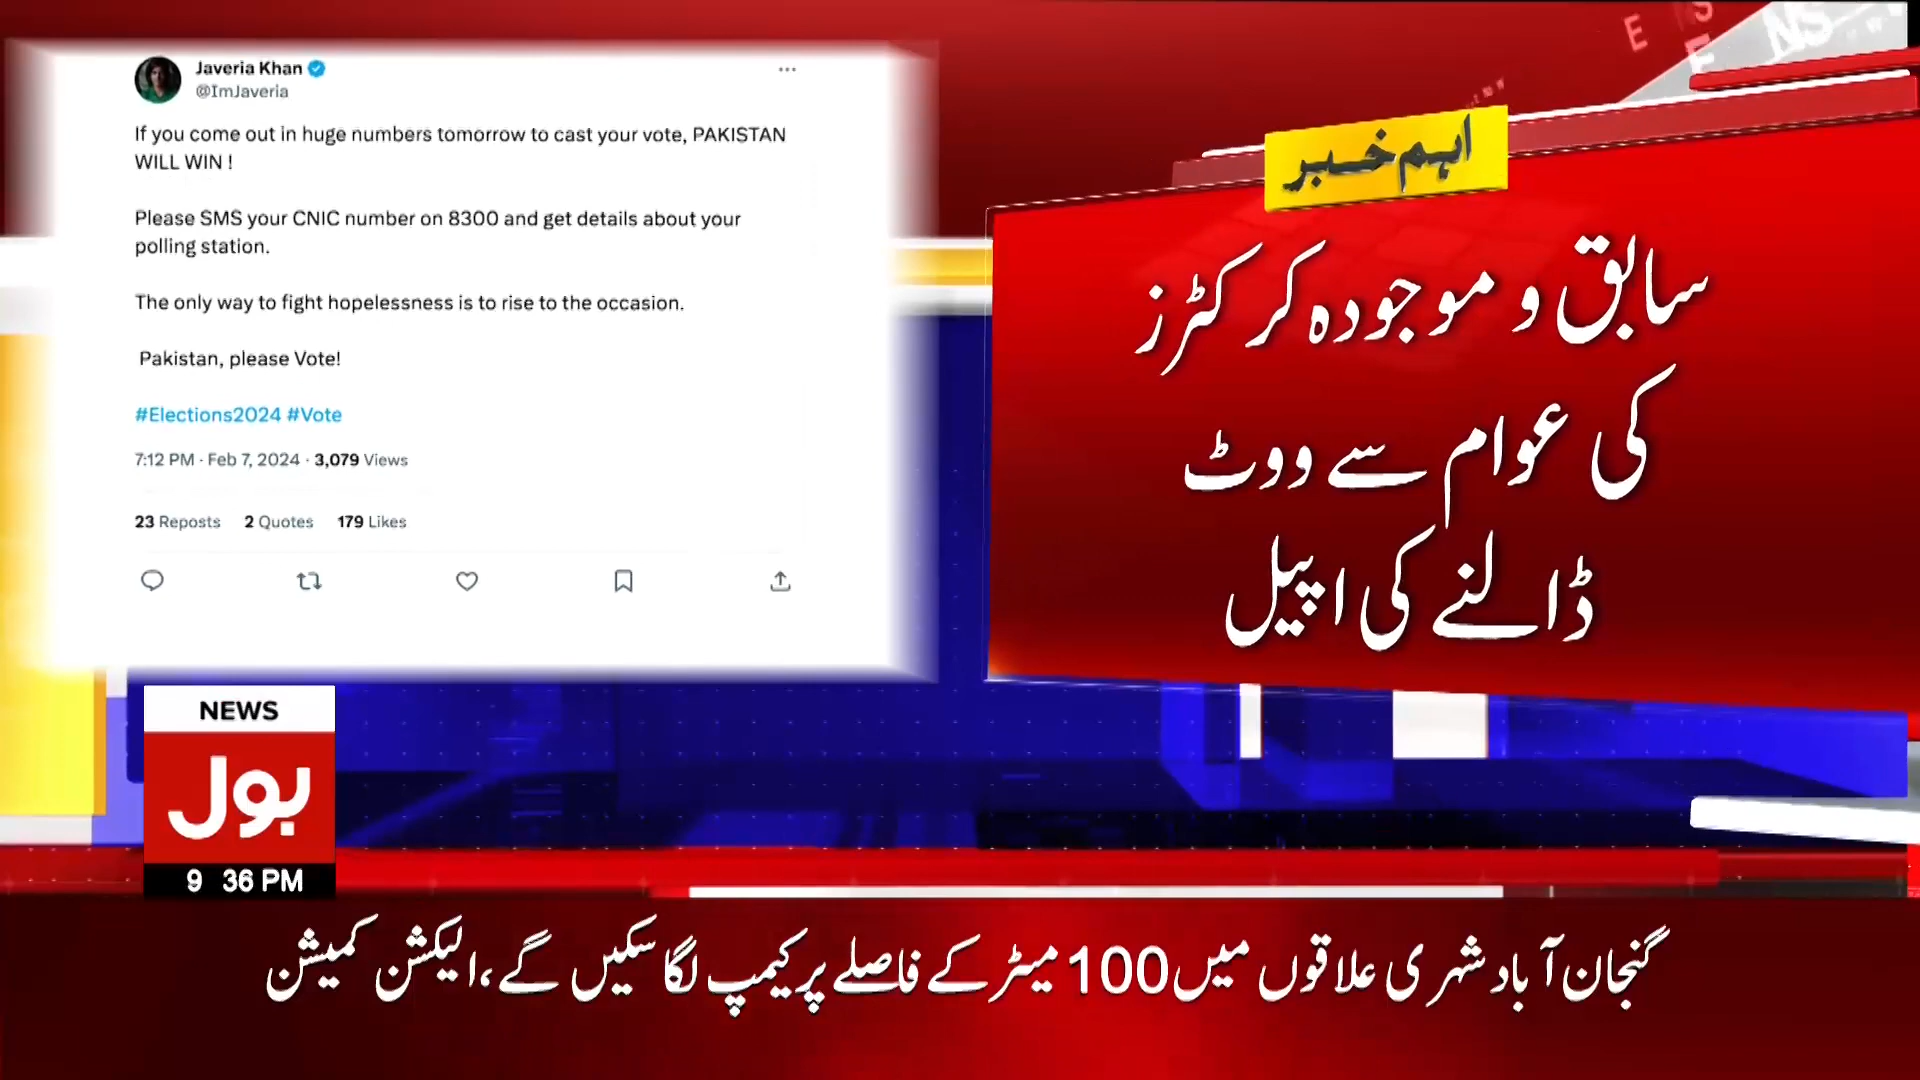 Javeria Khan
@ImJaveria
If you come out in huge numbers tomorrow to cast your vote, PAKISTAN
WILL WIN !
Please SMS your CNIC number on 8300 and get details about your
polling station.
The only way to fight hopelessness is to rise to the occasion.
Pakistan, please Vote!
#Elections2024 #Vote
7:12 PM · Feb 7, 2024 · 3,079 Views
23 Reposts 2 Quotes 179 Likes
اہم خبر
سابق و موجودہ کرکٹرز
کی عوام سے ووٹ
ڈالنے کی اپیل
NEWS
بول
9 36 PM
گنجان آباد شہری علاقوں میں 100 میٹر کے فاصلے پر کیمپ لگا سکیں گے، الیکشن کمیشن